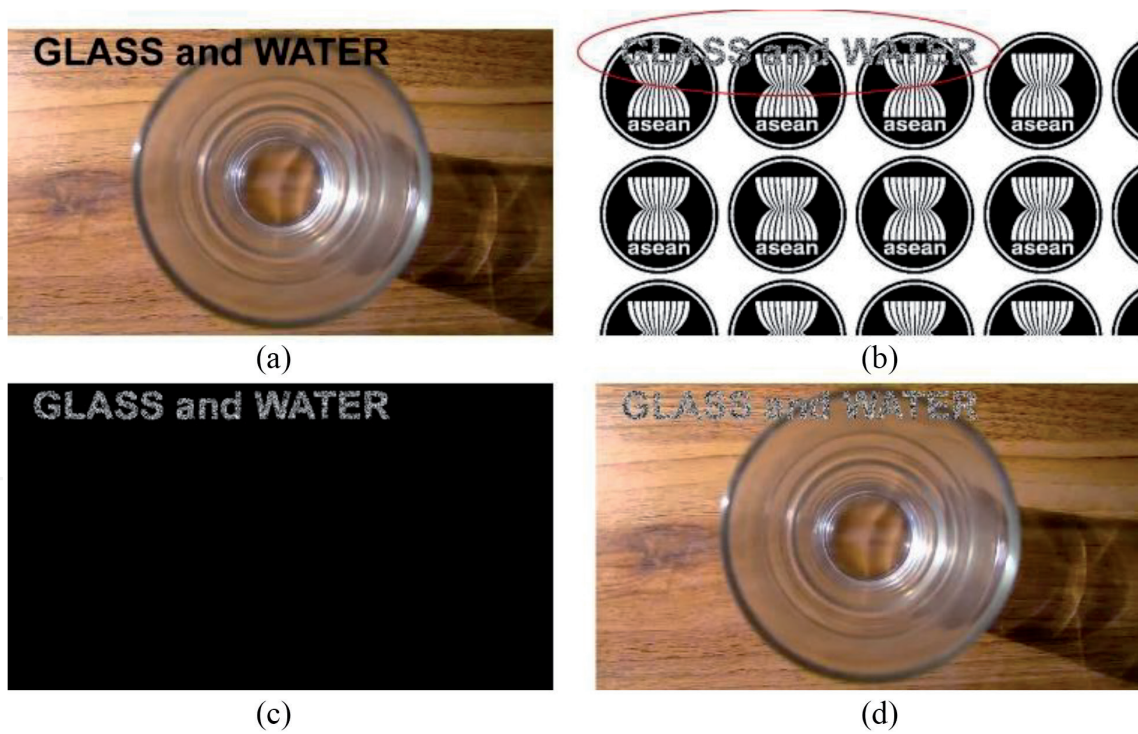 GLASS and WATER
(a)
GLASS and WATER
asean
asean
asean
asean
asean
asean
asean
asean
(b)
GLASS and WATER
(c)
GLASS and WATER
(d)